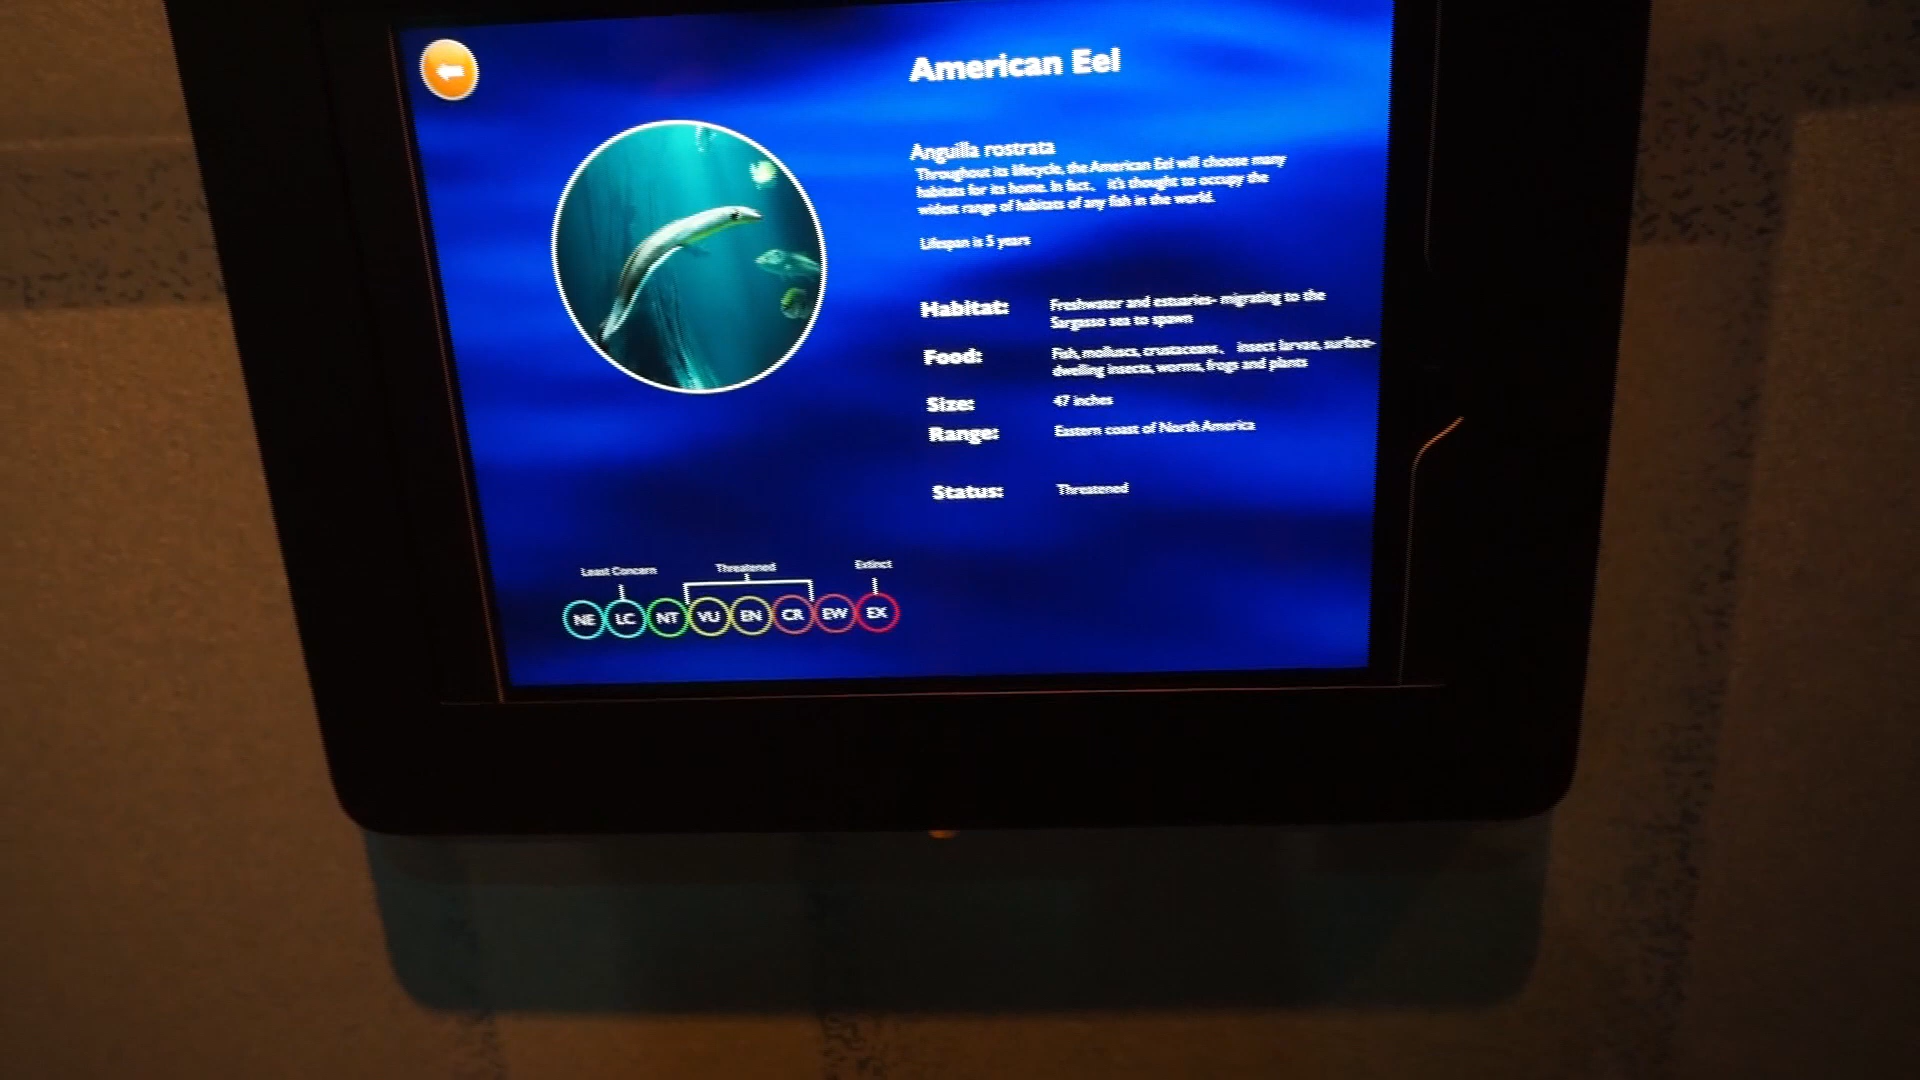 American Eel
Anguilla rostrata
Throughout its lifecycle, the American Eel will choose many
habitats for its home. In fact, it's thought to occupy the
widest range of habitats of any fish in the world.
Lifespan is 5 years
Habitat: Freshwater and estuaries- migrating to the
Sargasso sea to spawn
Food: Fish, molluscs, crustaceans, insect larvae, surface-
dwelling insects, worms, frogs and plants
Size: 47 inches
Range: Eastern coast of North America
Status: Threatened
Least Concern Threatened Extinct
NE LC NT VU EN CR EW EX